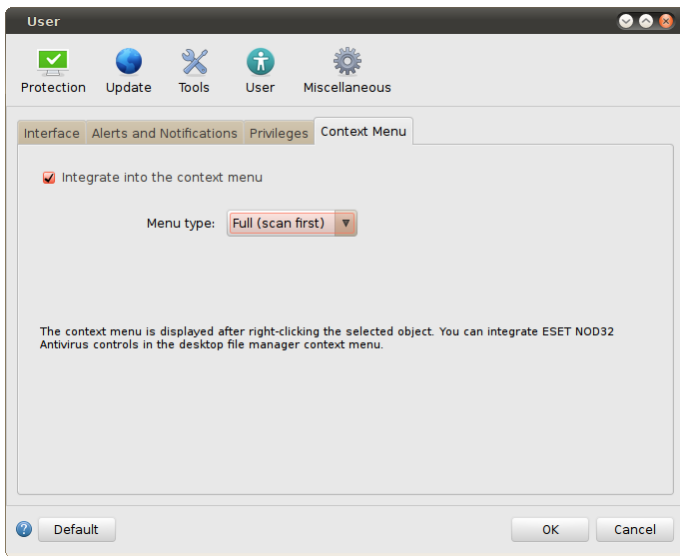 User
Protection Update Tools User Miscellaneous
Interface Alerts and Notifications Privileges Context Menu
Integrate into the context menu
Menu type: Full (scan first)
The context menu is displayed after right-clicking the selected object. You can integrate ESET NOD32
Antivirus controls in the desktop file manager context menu.
? Default OK Cancel